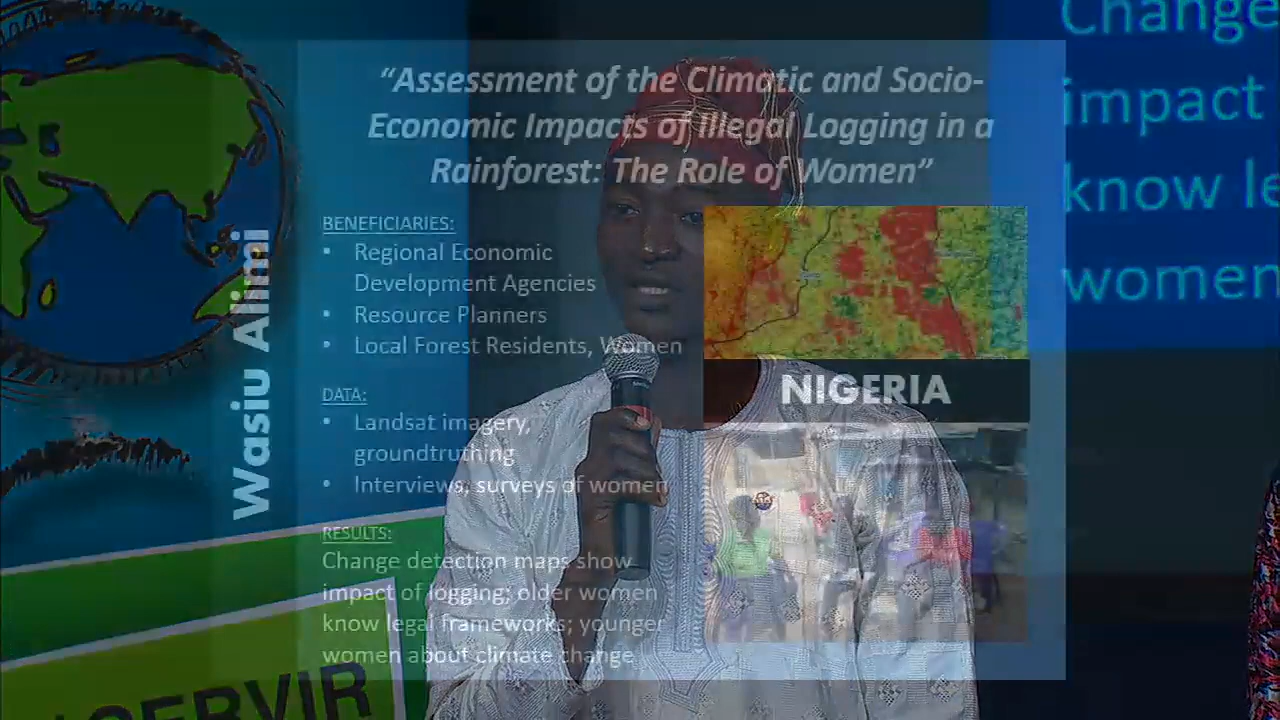 Wasiu Alimi
“Assessment of the Climatic and Socio-
Economic Impacts of Illegal Logging in a
Rainforest: The Role of Women”
BENEFICIARIES:
• Regional Economic
Development Agencies
• Resource Planners
• Local Forest Residents, Women
DATA:
• Landsat imagery,
groundtruthing
• Interviews, surveys of women
RESULTS:
Change detection maps show
impact of logging; older women
know legal frameworks; younger
women about climate change
NIGERIA
Change
impact
know le
women
SERVIR